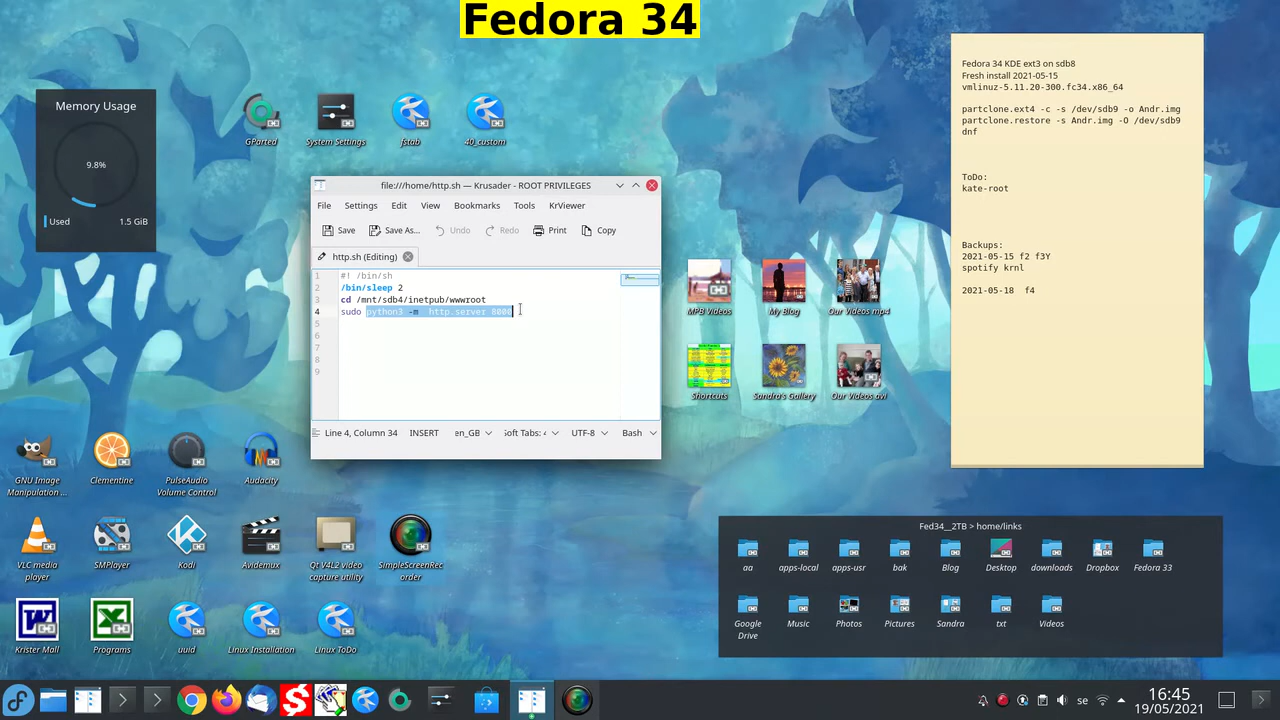 Fedora 34
Memory Usage
9.8%
Used 1.5 GiB
GParted
System Settings
fstab
40_custom
file:///home/http.sh — Krusader - ROOT PRIVILEGES
File Settings Edit View Bookmarks Tools KrViewer
Save Save As... Undo Redo Print Copy
http.sh (Editing)
1 #! /bin/sh
2 /bin/sleep 2
3 cd /mnt/sdb4/inetpub/wwwroot
4 sudo python3 -m  http.server 8000
5
6
7
8
9
Line 4, Column 34 INSERT en_GB Soft Tabs: 4 UTF-8 Bash
MPB Videos
My Blog
Our Videos mp4
Shortcuts
Sandra's Gallery
Our Videos avi
Fedora 34 KDE ext3 on sdb8
Fresh install 2021-05-15
vmlinuz-5.11.20-300.fc34.x86_64
partclone.ext4 -c -s /dev/sdb9 -o Andr.img
partclone.restore -s Andr.img -O /dev/sdb9
dnf
ToDo:
kate-root
Backups:
2021-05-15 f2 f3Y
spotify krnl
2021-05-18  f4
GNU Image
Manipulation ...
Clementine
PulseAudio
Volume Control
Audacity
VLC media
player
SMPlayer
Kodi
Avidemux
Qt V4L2 video
capture utility
SimpleScreenRec
order
Krister Mall
Programs
uuid
Linux Installation
Linux ToDo
Fed34__2TB > home/links
aa apps-local apps-usr bak Blog Desktop downloads Dropbox Fedora 33
Google
Drive
Music Photos Pictures Sandra txt Videos
se
16:45
19/05/2021